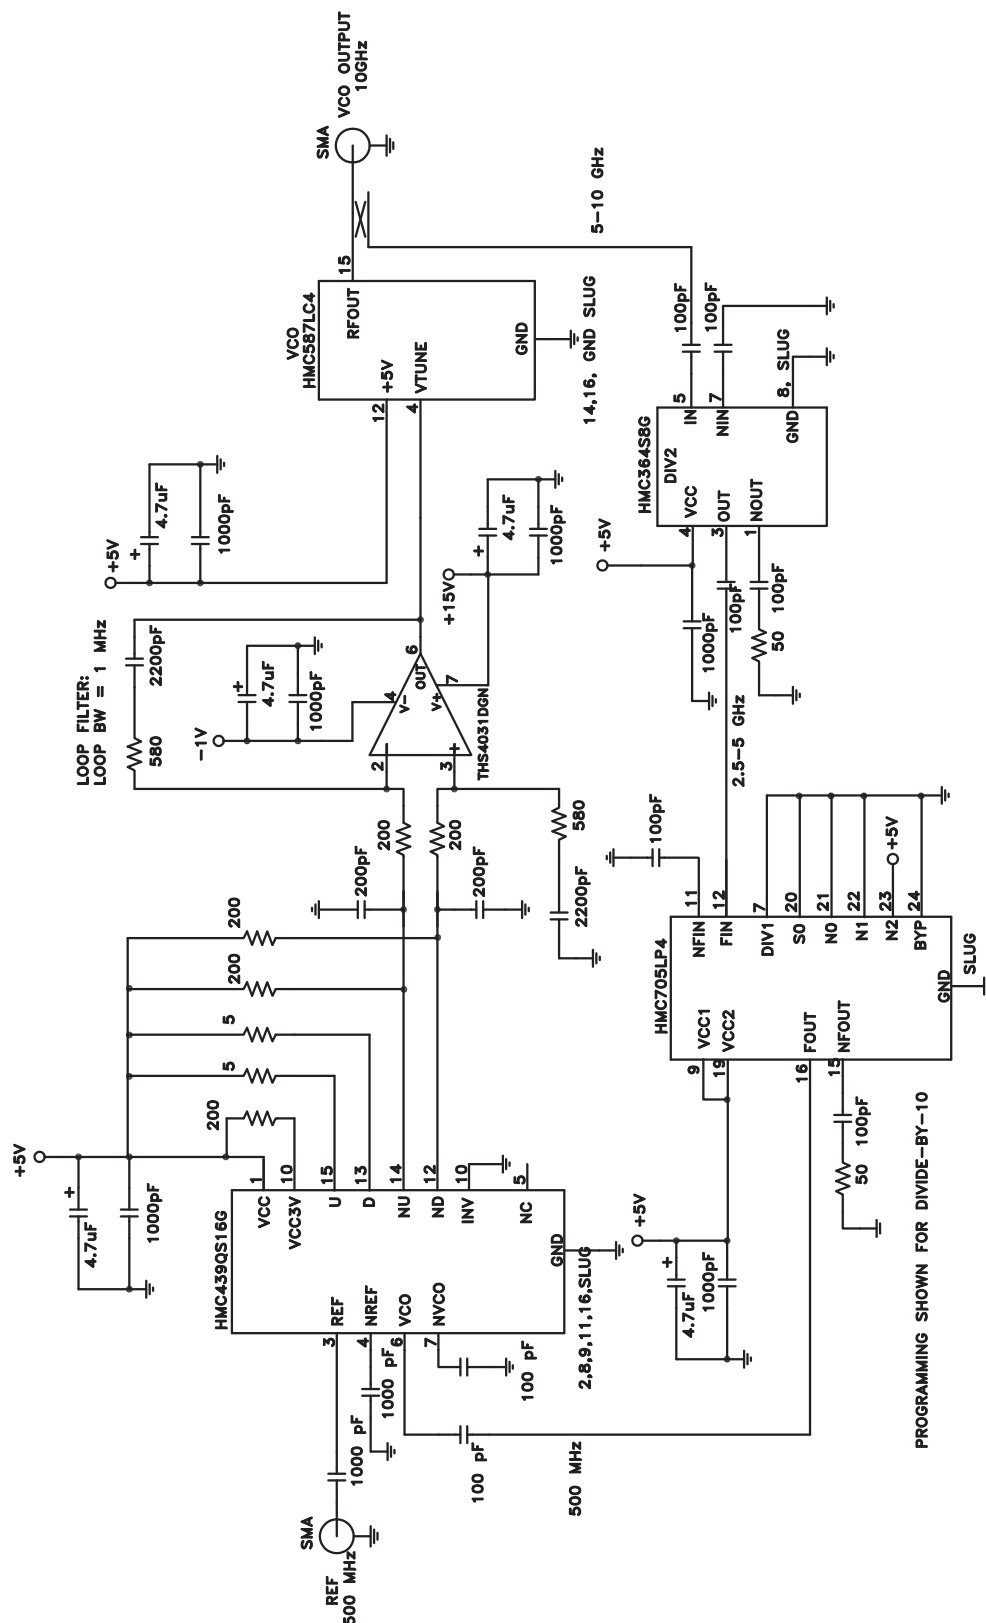 SMA
VCO OUTPUT
10GHz
5-10 GHz
VCO
HMC587LC4
15
RFOUT
12
+5V
4
VTUNE
GND
14,16, GND SLUG
+5V
+
4.7uF
1000pF
LOOP FILTER:
LOOP BW = 1 MHz
580
2200pF
-1V
+
4.7uF
1000pF
2
3
4
V-
6
OUT
V+
7
THS4031DGN
+15V
+
4.7uF
1000pF
200
200
200pF
200pF
580
2200pF
200
200
5
5
200
+5V
+
4.7uF
1000pF
HMC439QS16G
1
VCC
10
VCC3V
15
U
13
D
14
NU
12
ND
10
INV
5
NC
GND
2,8,9,11,16,SLUG
3
REF
4
NREF
6
VCO
7
NVCO
1000 pF
1000 pF
100 pF
100 pF
SMA
REF
500 MHz
500 MHz
HMC364S8G
DIV2
5
IN
7
NIN
8, SLUG
GND
4
VCC
3
OUT
1
NOUT
100pF
100pF
+5V
1000pF
100pF
100pF
50
2.5-5 GHz
HMC705LP4
11
NFIN
12
FIN
7
DIV1
20
S0
21
N0
22
N1
23
N2
24
BYP
+5V
100pF
GND
SLUG
9
VCC1
19
VCC2
16
FOUT
15
NFOUT
100pF
50
+5V
+
4.7uF
1000pF
PROGRAMMING SHOWN FOR DIVIDE-BY-10